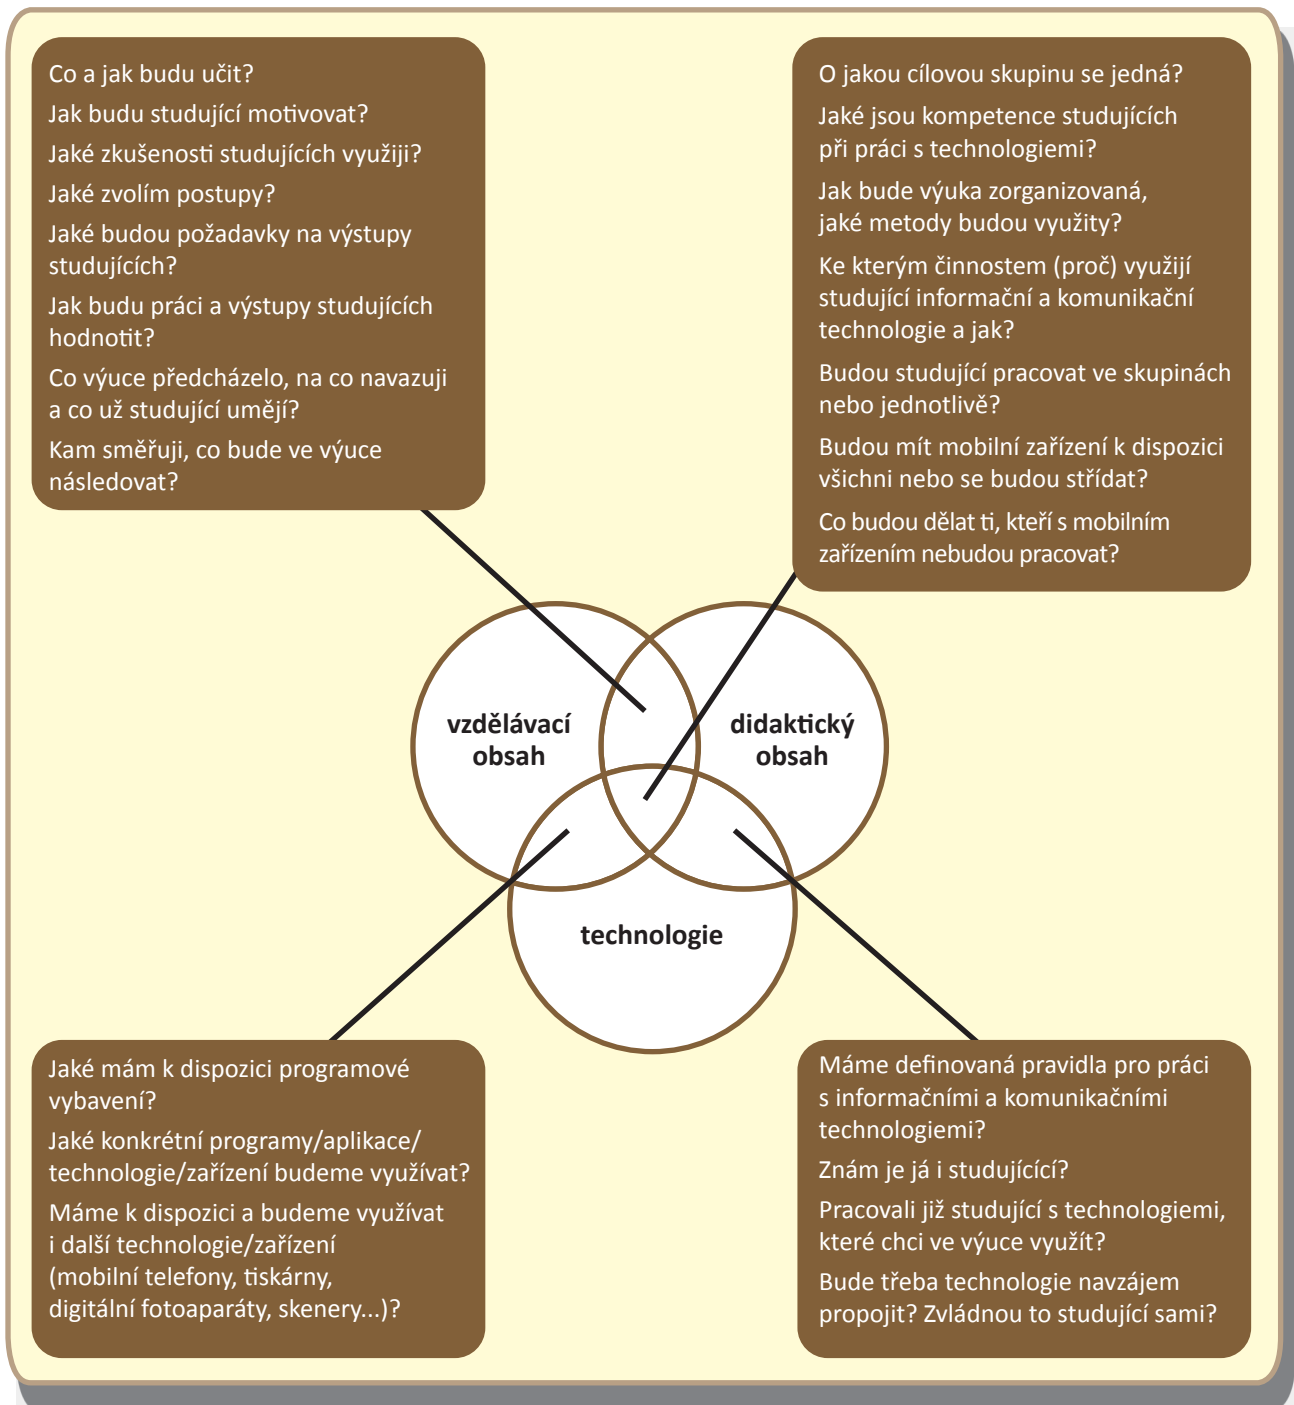 Co a jak budu učit?
Jak budu studující motivovat?
Jaké zkušenosti studujících využiji?
Jaké zvolím postupy?
Jaké budou požadavky na výstupy
studujících?
Jak budu práci a výstupy studujících
hodnotit?
Co výuce předcházelo, na co navazuji
a co už studující umějí?
Kam směřuji, co bude ve výuce
následovat?
O jakou cílovou skupinu se jedná?
Jaké jsou kompetence studujících
při práci s technologiemi?
Jak bude výuka zorganizovaná,
jaké metody budou využity?
Ke kterým činnostem (proč) využijí
studující informační a komunikační
technologie a jak?
Budou studující pracovat ve skupinách
nebo jednotlivě?
Budou mít mobilní zařízení k dispozici
všichni nebo se budou střídat?
Co budou dělat ti, kteří s mobilním
zařízením nebudou pracovat?
vzdělávací
obsah
didaktický
obsah
technologie
Jaké mám k dispozici programové
vybavení?
Jaké konkrétní programy/aplikace/
technologie/zařízení budeme využívat?
Máme k dispozici a budeme využívat
i další technologie/zařízení
(mobilní telefony, tiskárny,
digitální fotoaparáty, skenery...)?
Máme definovaná pravidla pro práci
s informačními a komunikačními
technologiemi?
Znám je já i studujícící?
Pracovali již studující s technologiemi,
které chci ve výuce využít?
Bude třeba technologie navzájem
propojit? Zvládnou to studující sami?